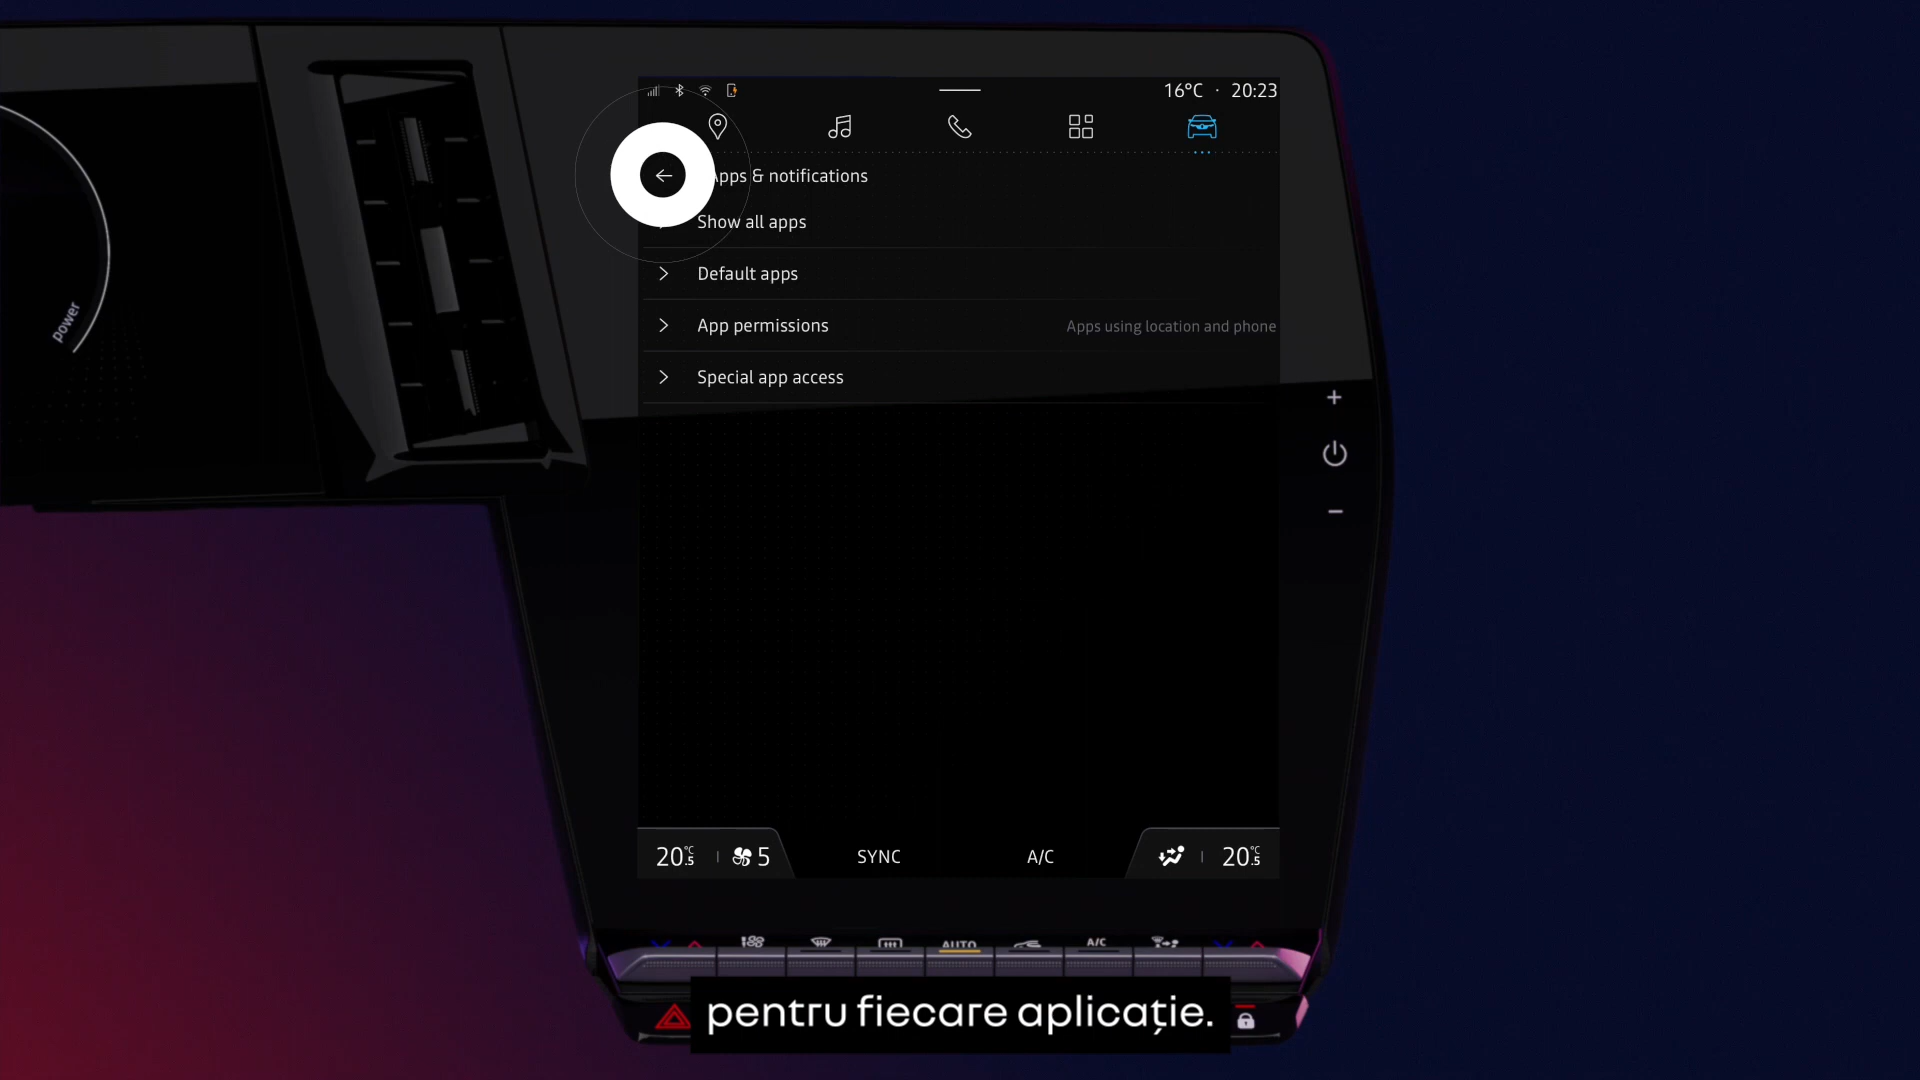 16°C · 20:23
Apps & notifications
Show all apps
Default apps
App permissions
Apps using location and phone
Special app access
power
20.5°C
5
SYNC
A/C
20.5°C
AUTO
A/C
pentru fiecare aplicație.